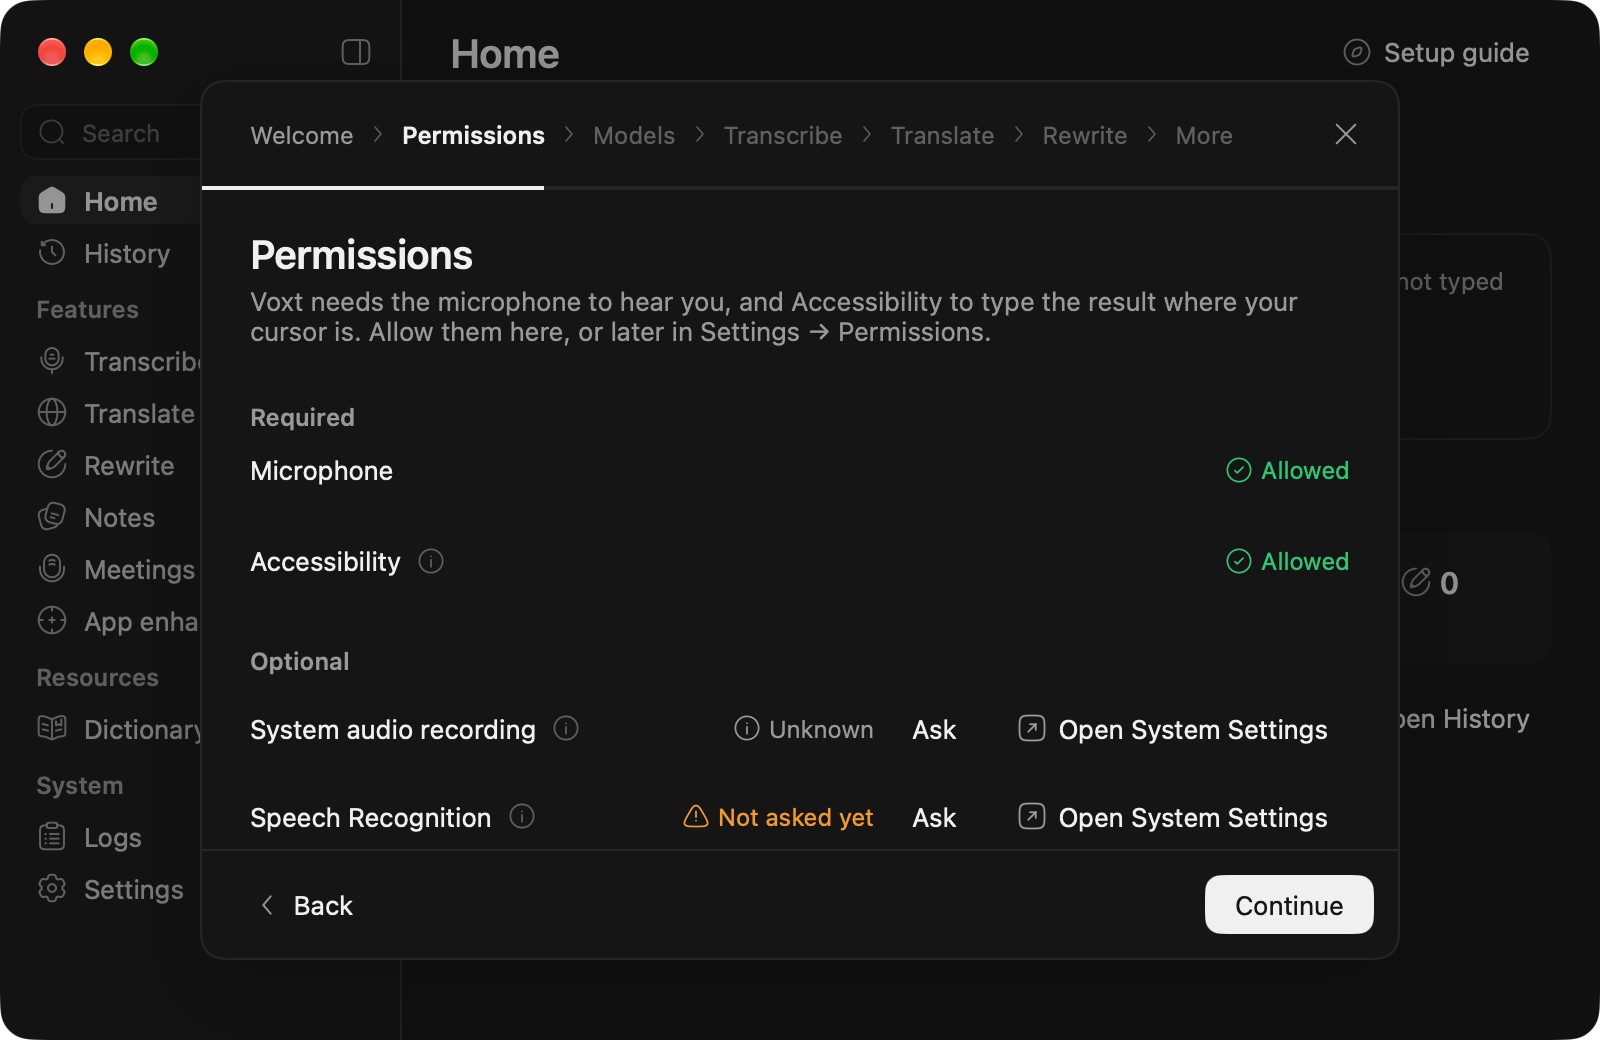 Home
Setup guide
Search
Home
History
Features
Transcribe
Translate
Rewrite
Notes
Meetings
App enha
Resources
Dictionary
System
Logs
Settings
Welcome > Permissions > Models > Transcribe > Translate > Rewrite > More
Permissions
Voxt needs the microphone to hear you, and Accessibility to type the result where your
cursor is. Allow them here, or later in Settings → Permissions.
Required
Microphone Allowed
Accessibility Allowed
Optional
System audio recording Unknown Ask Open System Settings
Speech Recognition Not asked yet Ask Open System Settings
Back Continue
not typed
0
pen History